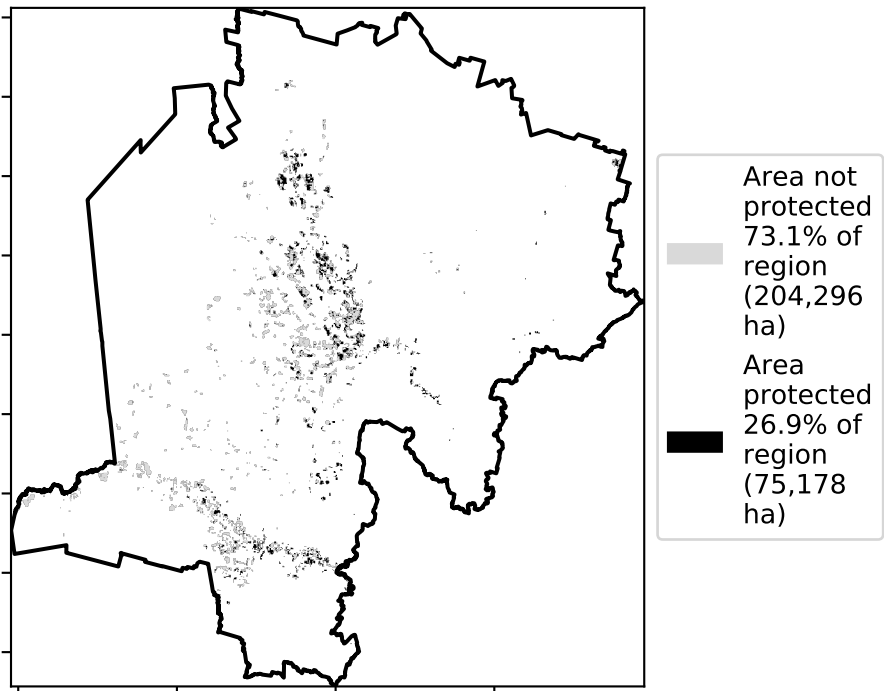 Area not
protected
73.1% of
region
(204,296
ha)
Area
protected
26.9% of
region
(75,178
ha)